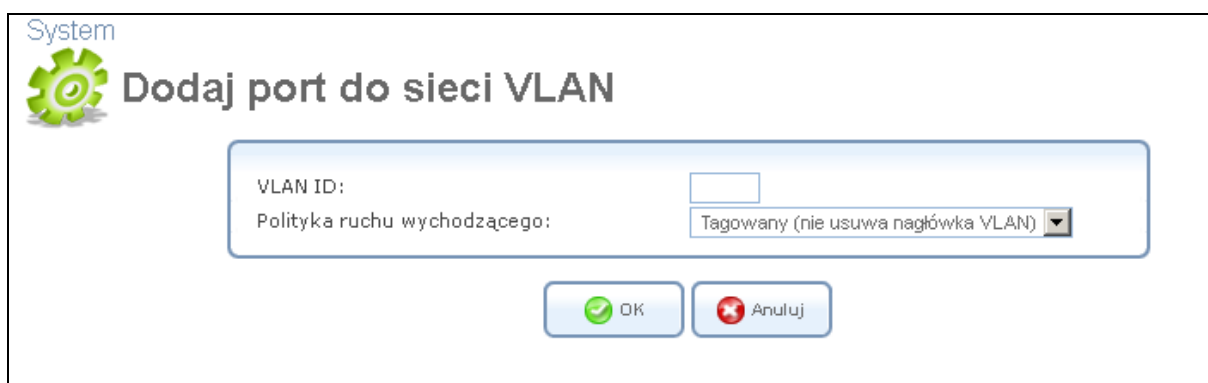 System
Dodaj port do sieci VLAN
VLAN ID:
Polityka ruchu wychodzącego: Tagowany (nie usuwa nagłówka VLAN)
OK Anuluj